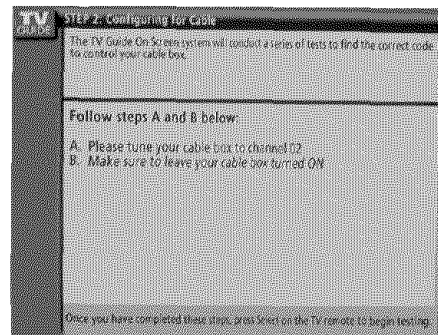 TV
GUIDE
STEP 2: Configuring for Cable
The TV Guide On Screen system will conduct a series of tests to find the correct code
to control your cable box.
Follow steps A and B below:
A. Please tune your cable box to channel 02
B. Make sure to leave your cable box turned ON
Once you have completed these steps, press Select on the TV remote to begin testing.